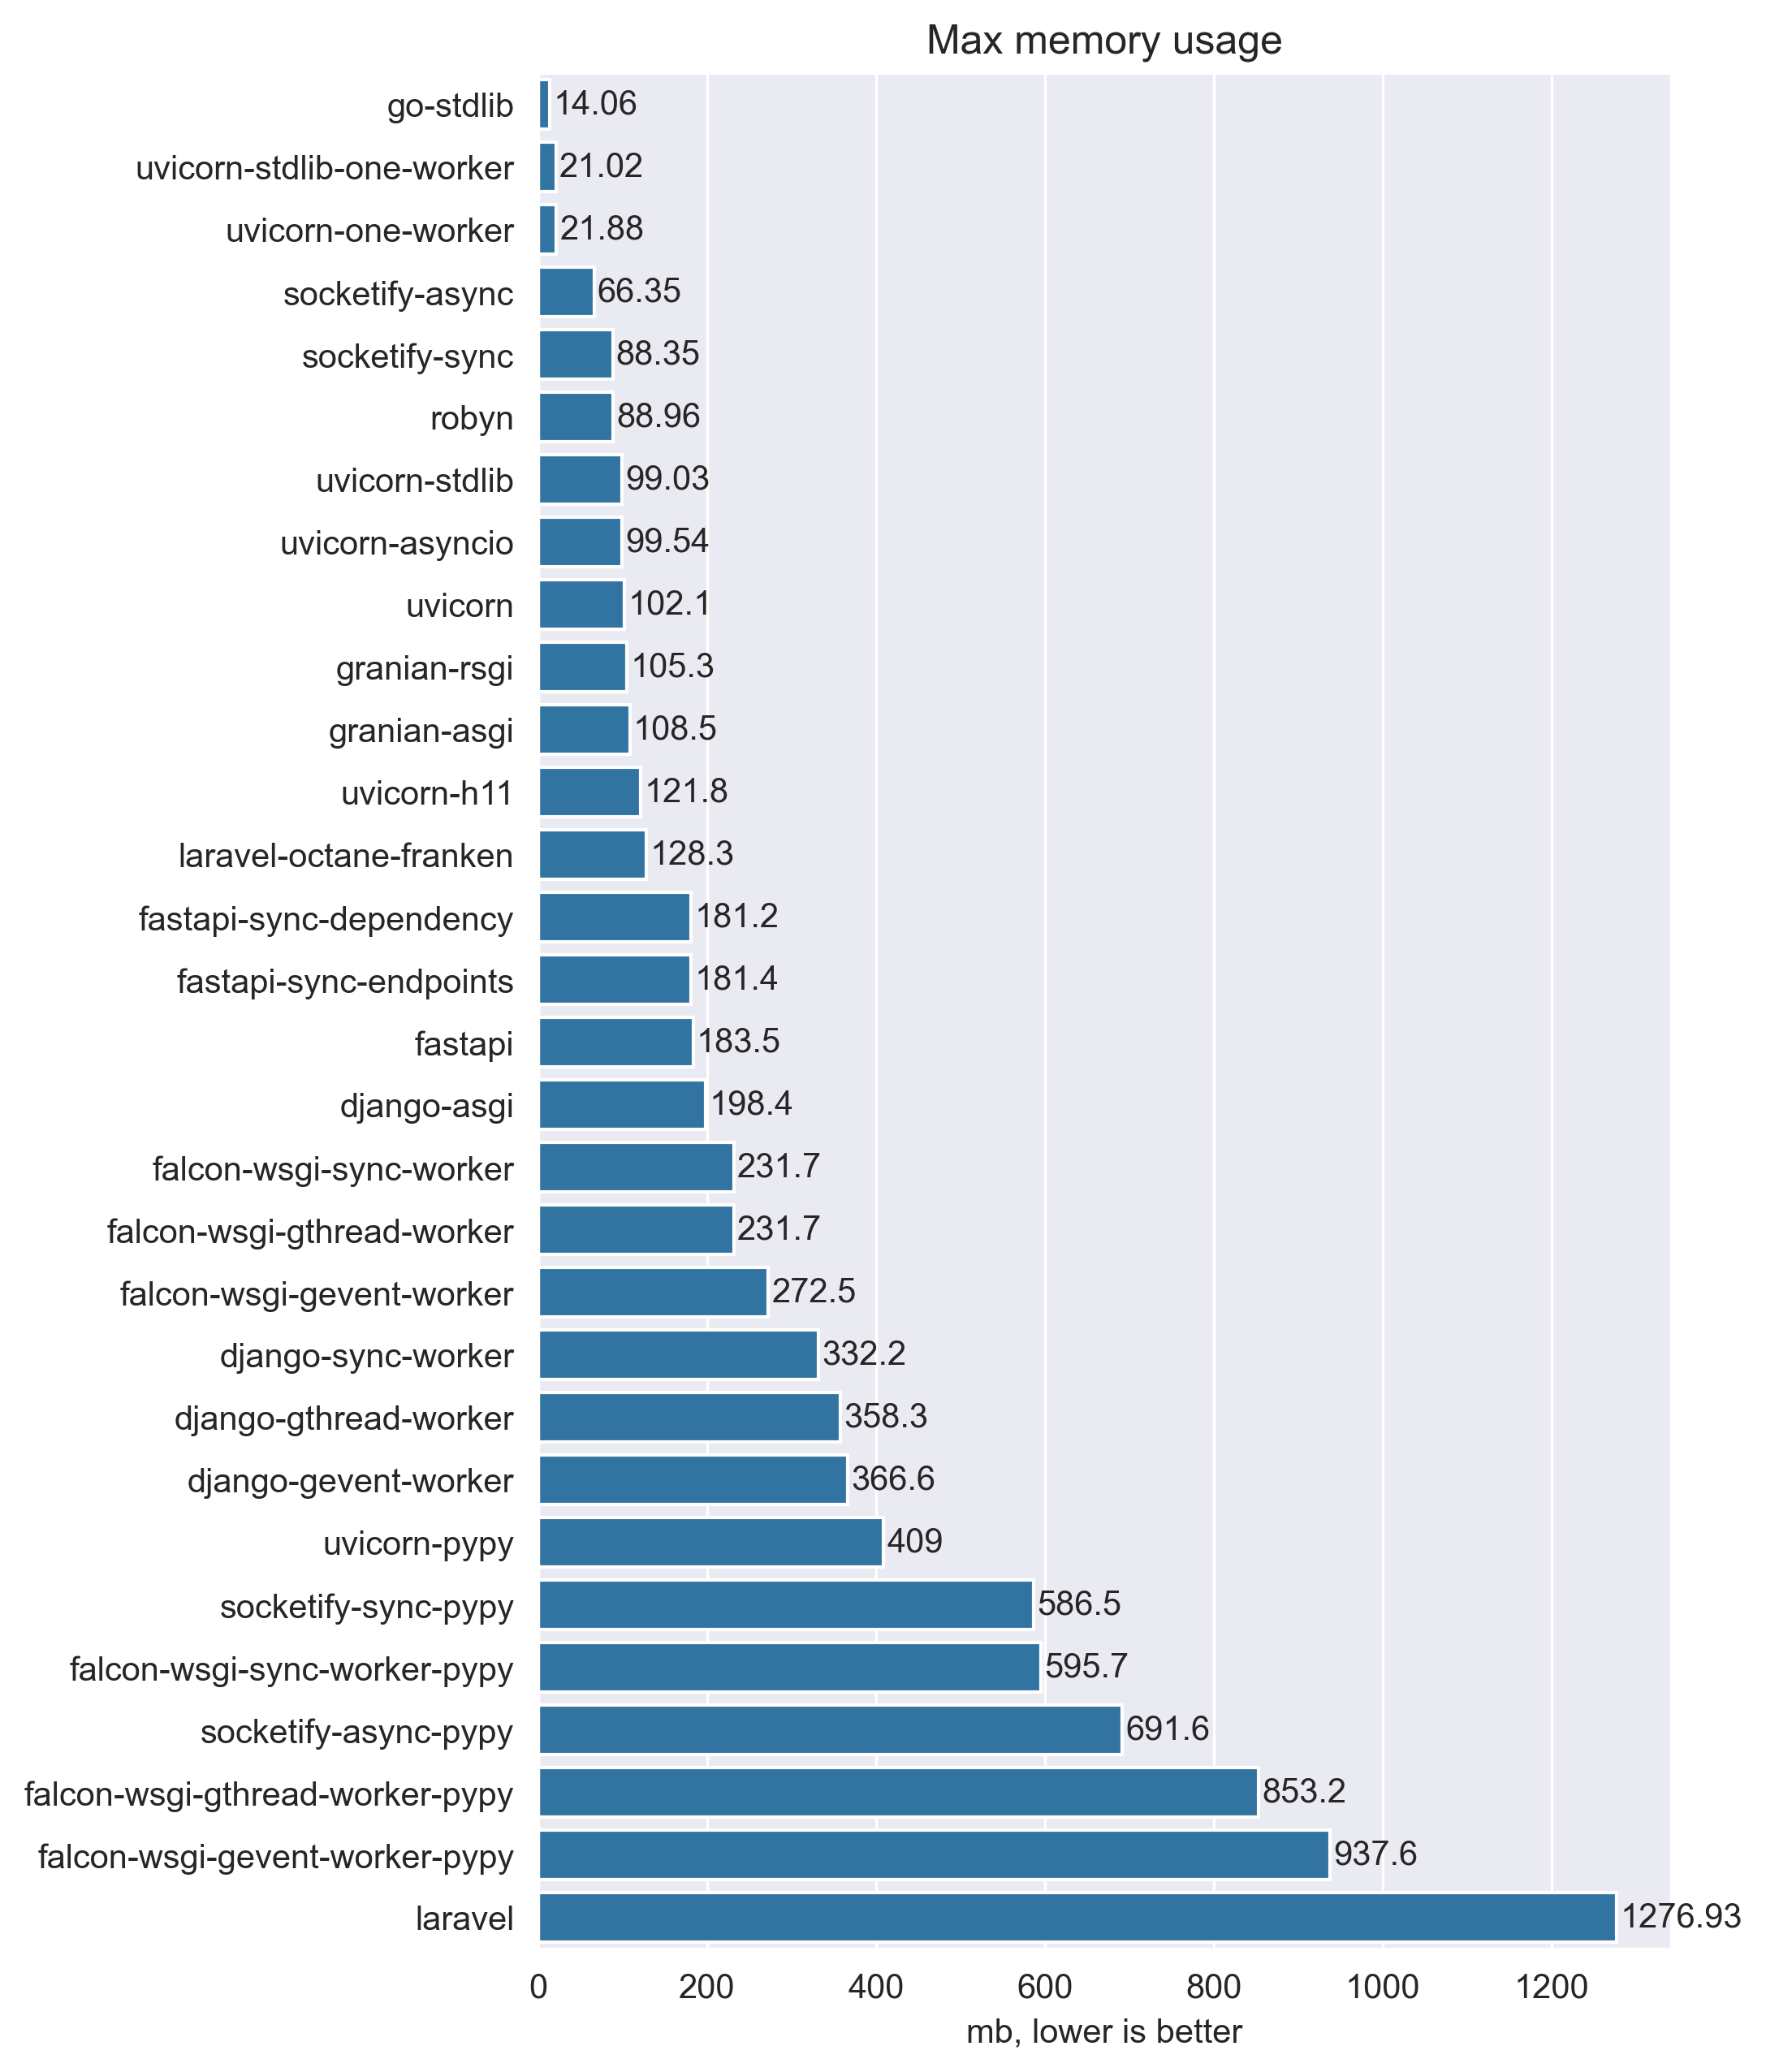 Max memory usage
go-stdlib 14.06
uvicorn-stdlib-one-worker 21.02
uvicorn-one-worker 21.88
socketify-async 66.35
socketify-sync 88.35
robyn 88.96
uvicorn-stdlib 99.03
uvicorn-asyncio 99.54
uvicorn 102.1
granian-rsgi 105.3
granian-asgi 108.5
uvicorn-h11 121.8
laravel-octane-franken 128.3
fastapi-sync-dependency 181.2
fastapi-sync-endpoints 181.4
fastapi 183.5
django-asgi 198.4
falcon-wsgi-sync-worker 231.7
falcon-wsgi-gthread-worker 231.7
falcon-wsgi-gevent-worker 272.5
django-sync-worker 332.2
django-gthread-worker 358.3
django-gevent-worker 366.6
uvicorn-pypy 409
socketify-sync-pypy 586.5
falcon-wsgi-sync-worker-pypy 595.7
socketify-async-pypy 691.6
falcon-wsgi-gthread-worker-pypy 853.2
falcon-wsgi-gevent-worker-pypy 937.6
laravel 1276.93
0 200 400 600 800 1000 1200
mb, lower is better